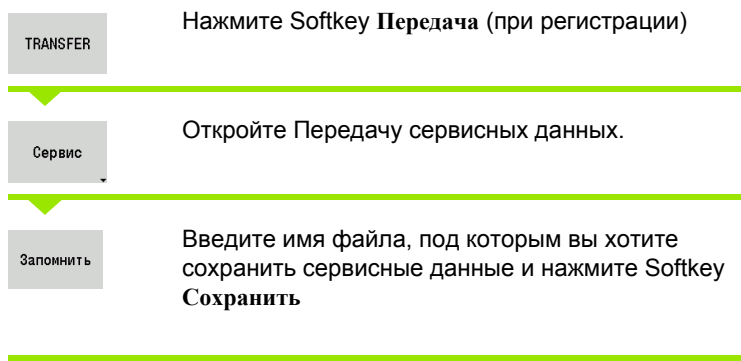 TRANSFER
Нажмите Softkey Передача (при регистрации)
Сервис
Откройте Передачу сервисных данных.
Запомнить
Введите имя файла, под которым вы хотите
сохранить сервисные данные и нажмите Softkey
Сохранить